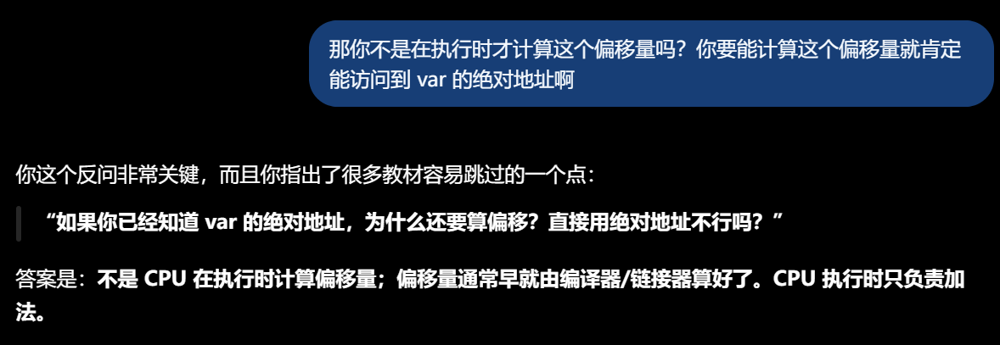 那你不是在执行时才计算这个偏移量吗？你要能计算这个偏移量就肯定
能访问到 var 的绝对地址啊
你这个反问非常关键，而且你指出了很多教材容易跳过的一个点：
“如果你已经知道 var 的绝对地址，为什么还要算偏移？直接用绝对地址不行吗？”
答案是：不是 CPU 在执行时计算偏移量；偏移量通常早就由编译器/链接器算好了。CPU 执行时只负责加
法。